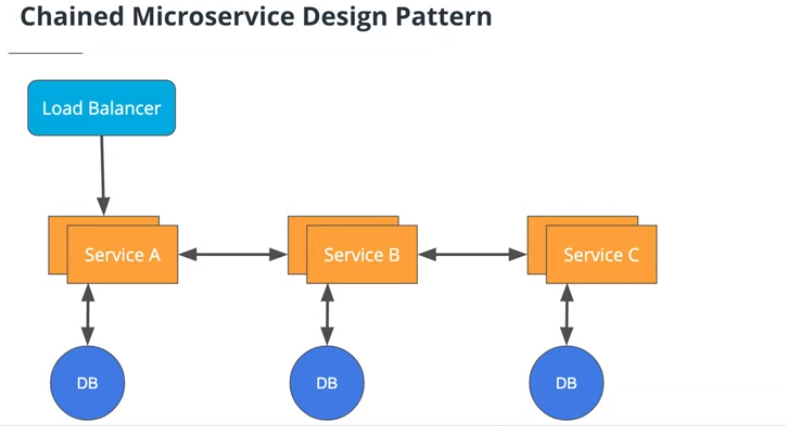 Chained Microservice Design Pattern
Load Balancer
Service A
Service B
Service C
DB
DB
DB